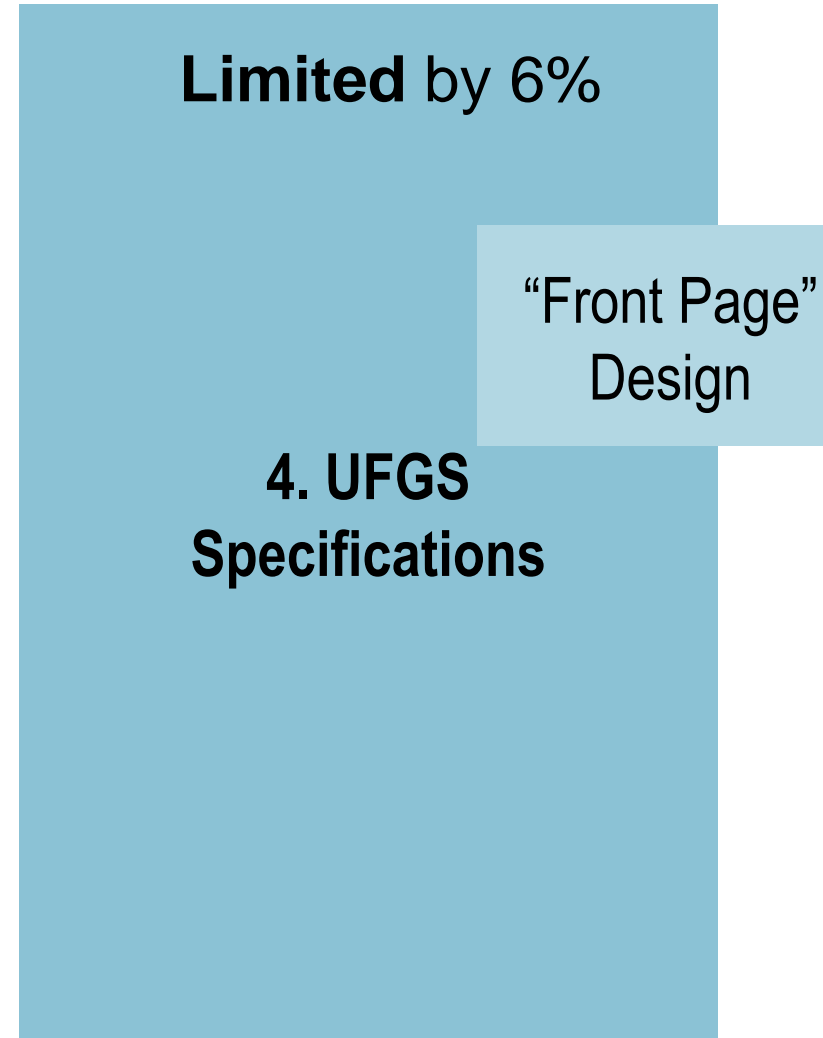 Limited by 6%
“Front Page”
Design
4. UFGS
Specifications